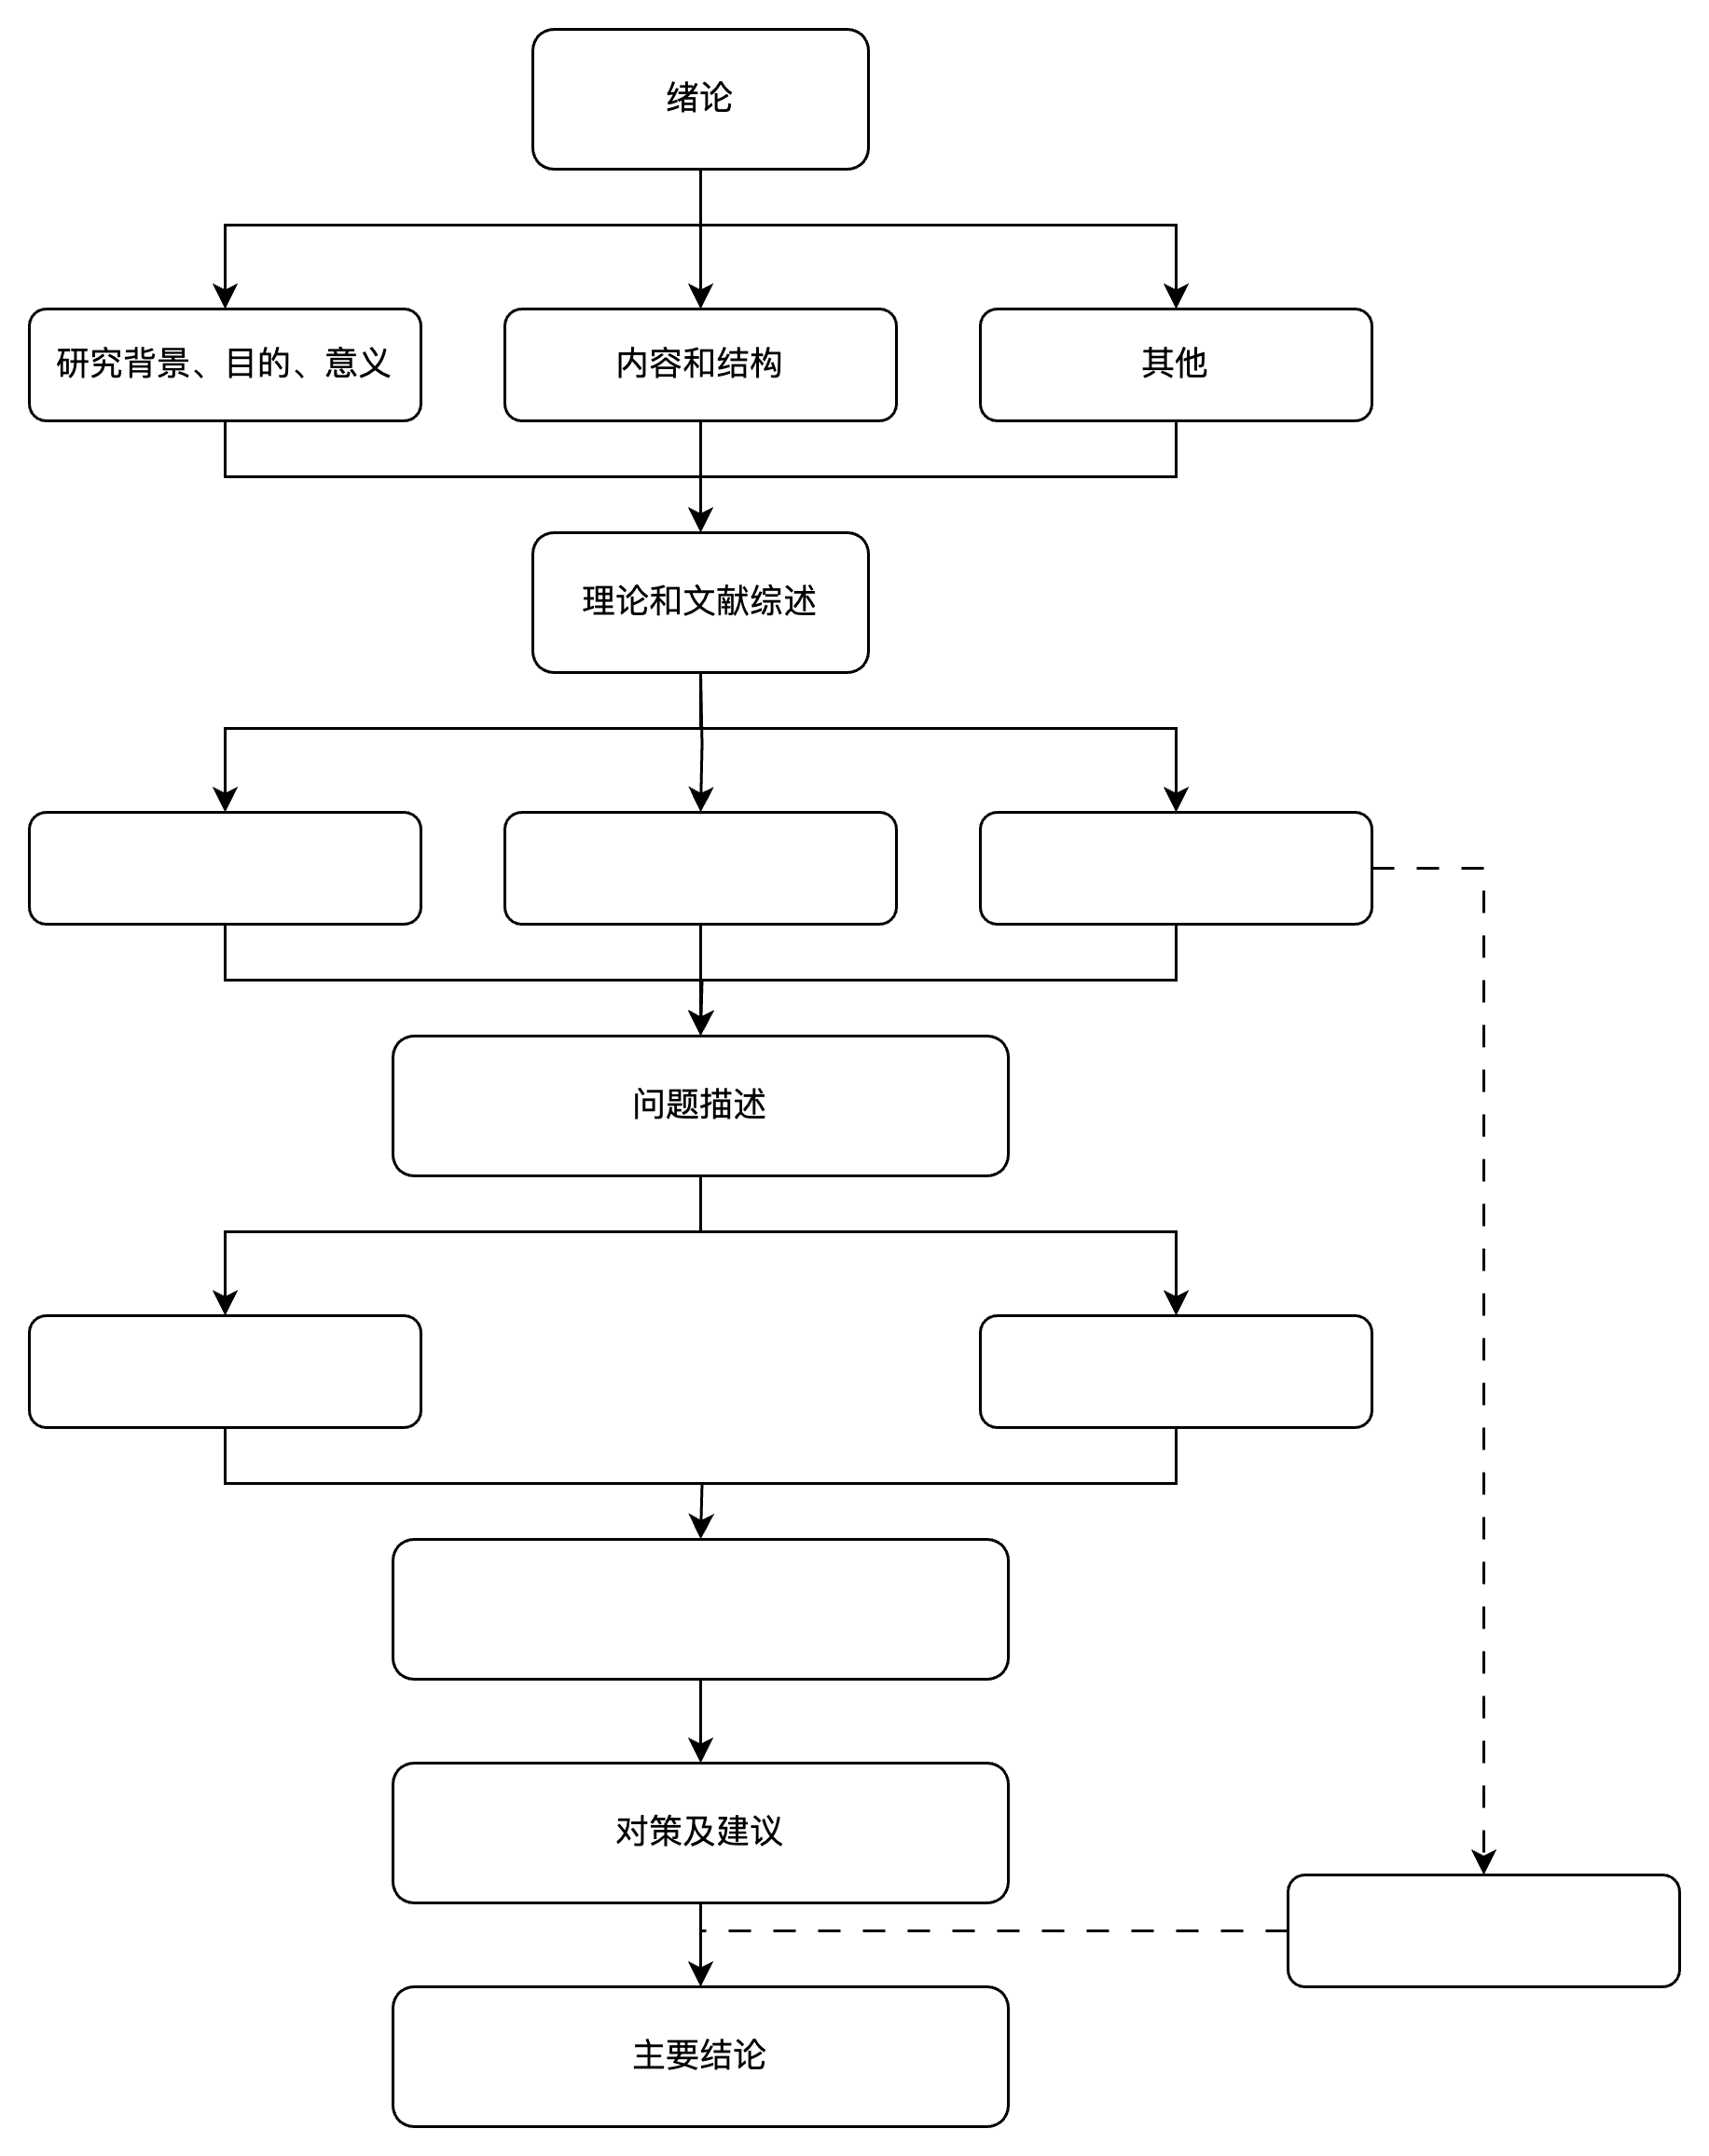 绪论
研究背景、目的、意义
内容和结构
其他
理论和文献综述
问题描述
对策及建议
主要结论